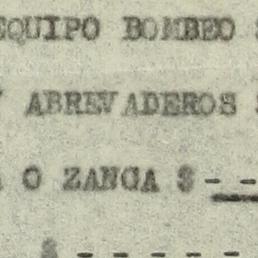 EQUIPO BOMBEO $
Y ABREVADEROS $
A O ZANGA $ - -
$ - - - - -